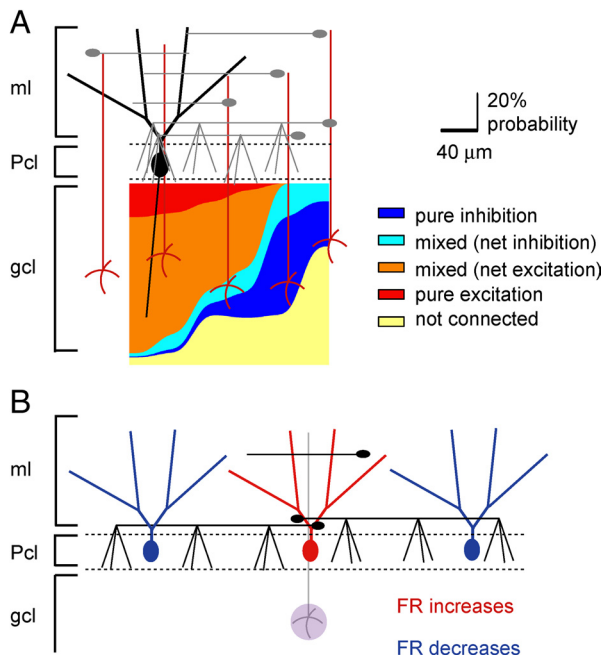 A
ml
Pcl
gcl
20%
probability
40 μm
pure inhibition
mixed (net inhibition)
mixed (net excitation)
pure excitation
not connected
B
ml
Pcl
gcl
FR increases
FR decreases